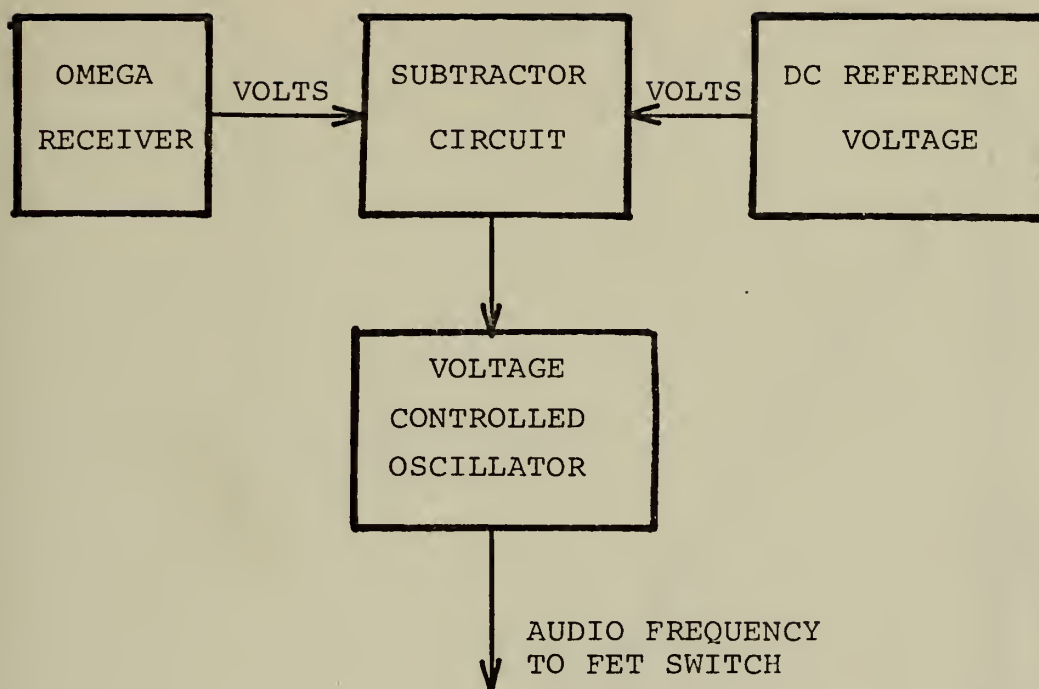 OMEGA
RECEIVER
VOLTS
SUBTRACTOR
CIRCUIT
VOLTS
DC REFERENCE
VOLTAGE
VOLTAGE
CONTROLLED
OSCILLATOR
AUDIO FREQUENCY
TO FET SWITCH